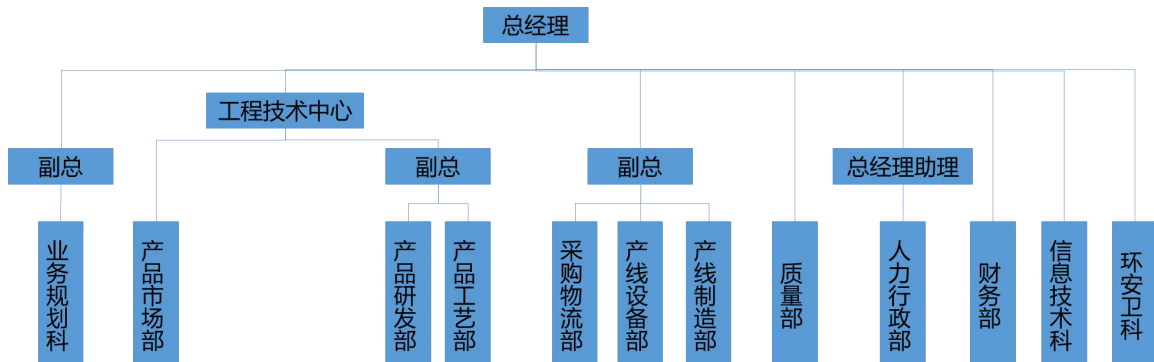 总经理
工程技术中心
副总
副总
副总
总经理助理
业务规划科
产品市场部
产品研发部
产品工艺部
采购物流部
产线设备部
产线制造部
质量部
人力行政部
财务部
信息技术科
环安卫科